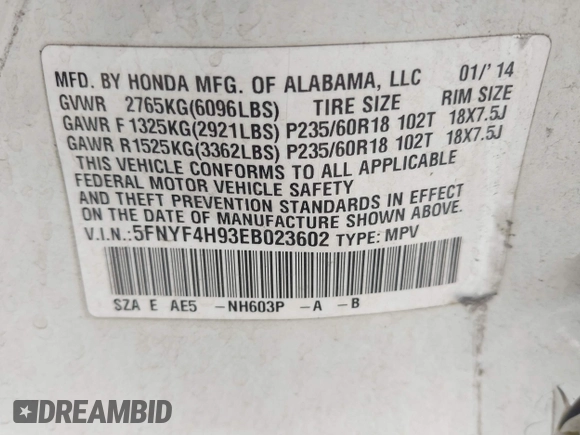 MFD. BY HONDA MFG. OF ALABAMA, LLC 01/'14
GVWR 2765KG(6096LBS) TIRE SIZE RIM SIZE
GAWR F 1325KG(2921LBS) P235/60R18 102T 18X7.5J
GAWR R1525KG(3362LBS) P235/60R18 102T 18X7.5J
THIS VEHICLE CONFORMS TO ALL APPLICABLE
FEDERAL MOTOR VEHICLE SAFETY
AND THEFT PREVENTION STANDARDS IN EFFECT
ON THE DATE OF MANUFACTURE SHOWN ABOVE.
V.I.N.:5FNYF4H93EB023602 TYPE: MPV
SZA E AE5 -NH603P -A -B
DREAMBID